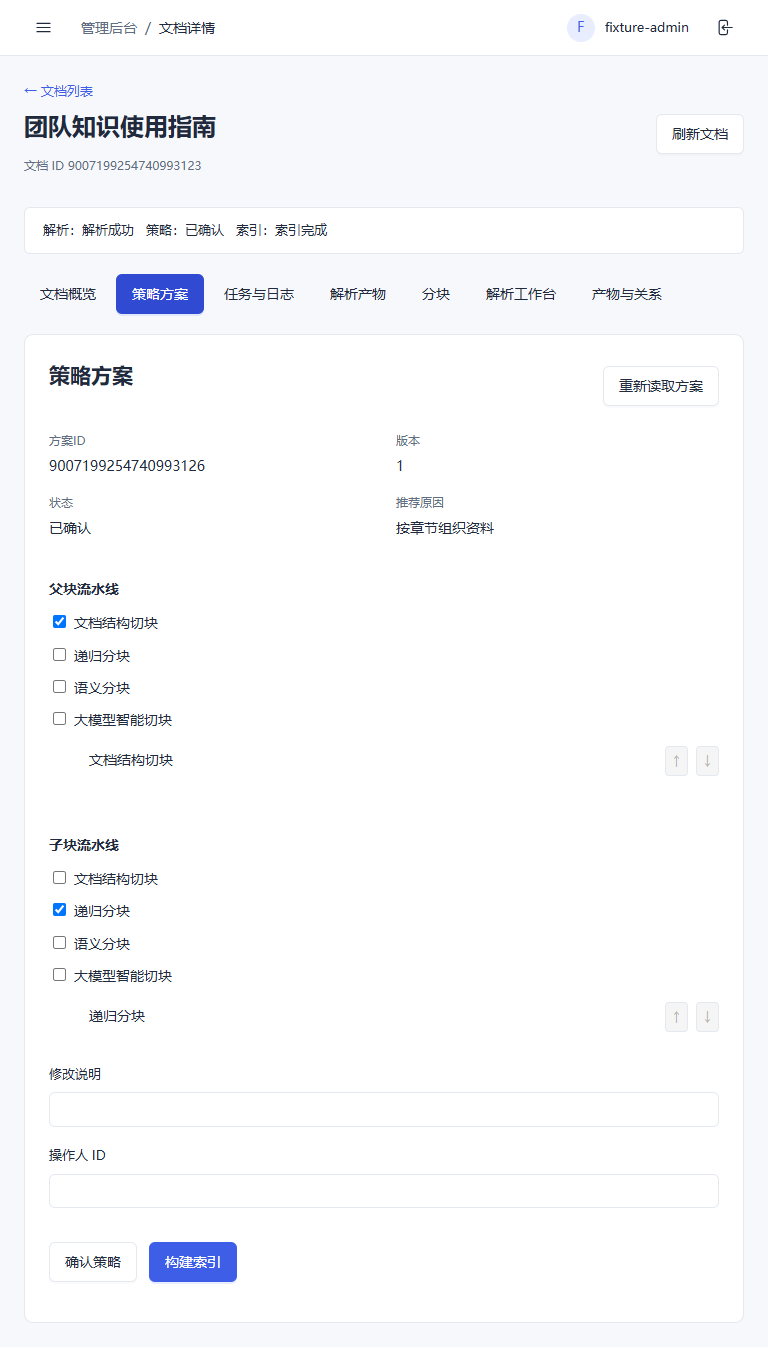 管理后台 / 文档详情
F fixture-admin
← 文档列表
团队知识使用指南
刷新文档
文档 ID 9007199254740993123
解析：解析成功 策略：已确认 索引：索引完成
文档概览 策略方案 任务与日志 解析产物 分块 解析工作台 产物与关系
策略方案
重新读取方案
方案ID
9007199254740993126
版本
1
状态
已确认
推荐原因
按章节组织资料
父块流水线
文档结构切块
递归分块
语义分块
大模型智能切块
文档结构切块 ↑ ↓
子块流水线
文档结构切块
递归分块
语义分块
大模型智能切块
递归分块 ↑ ↓
修改说明
操作人 ID
确认策略 构建索引